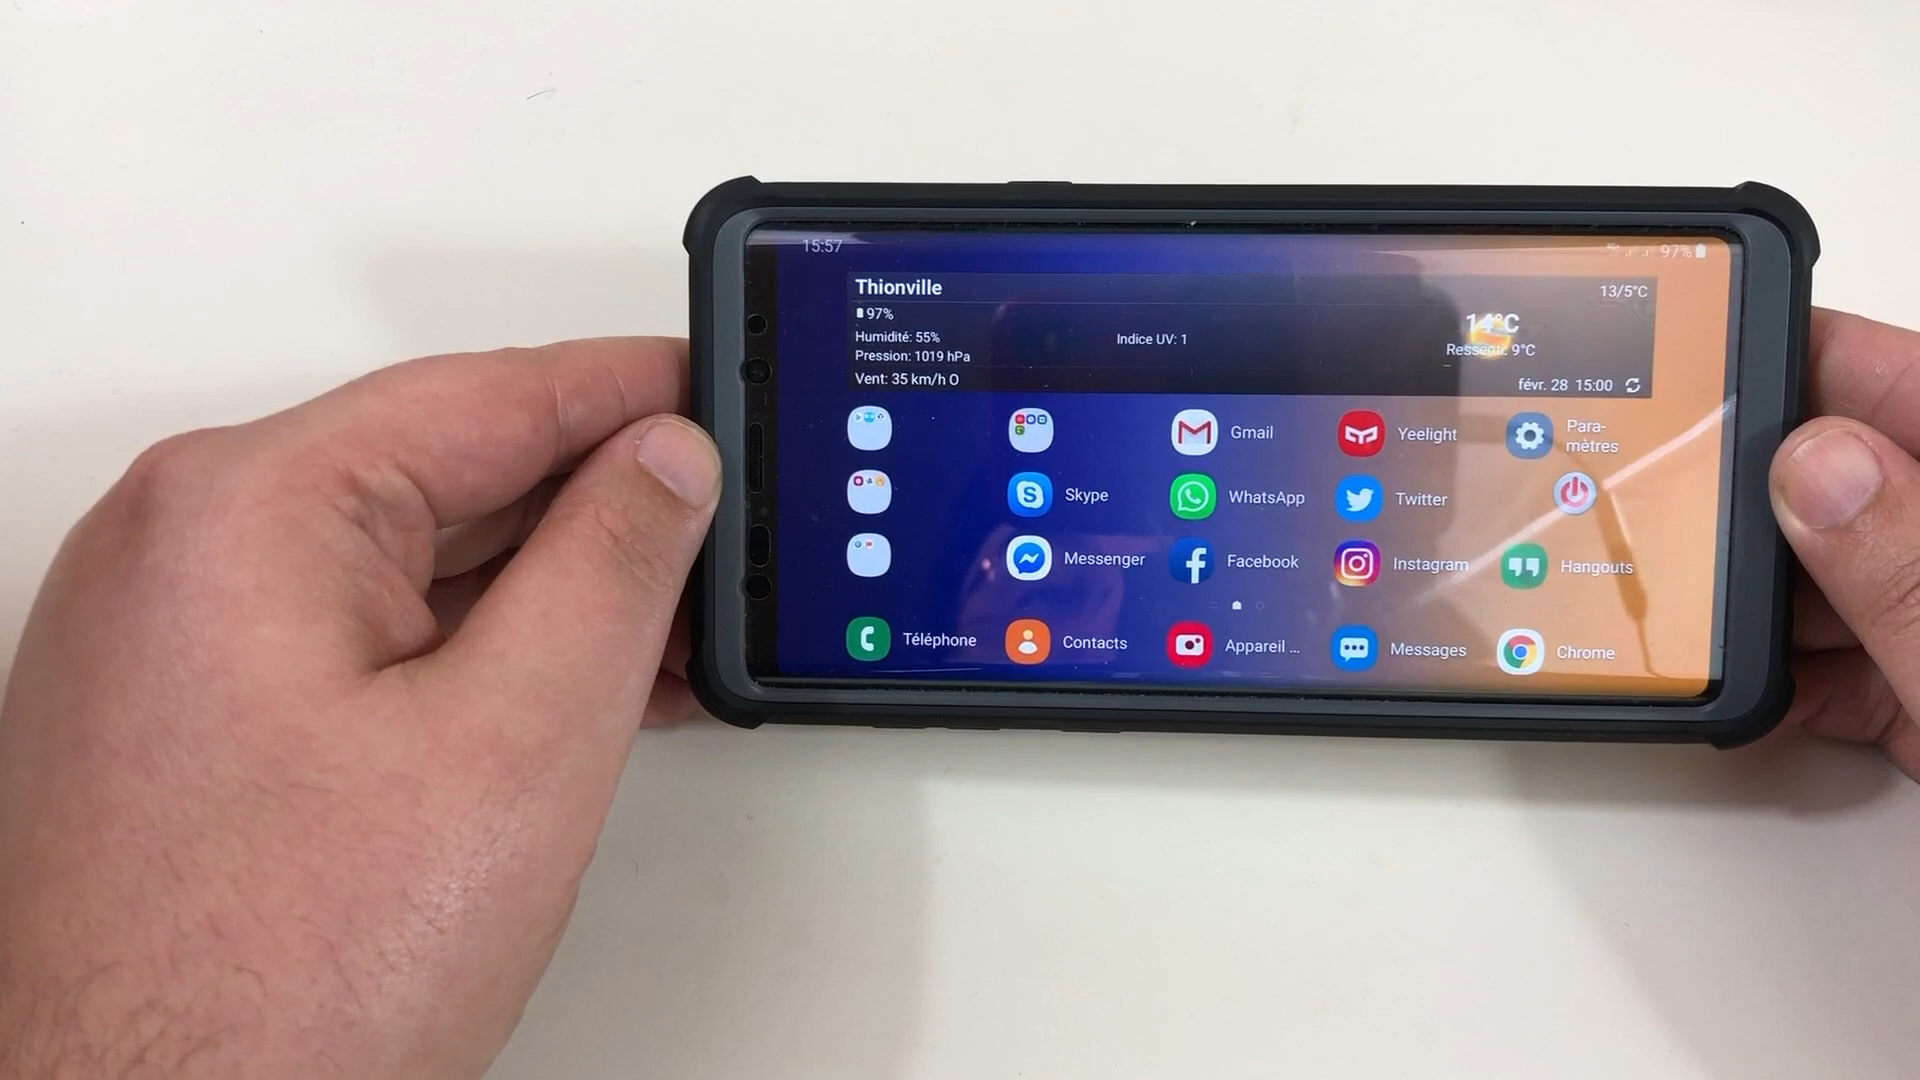 15:57
97%
Thionville
13/5°C
97%
14°C
Humidité: 55%
Indice UV: 1
Ressenti: 9°C
Pression: 1019 hPa
Vent: 35 km/h O
févr. 28 15:00
Gmail
Yeelight
Para-
mètres
Skype
WhatsApp
Twitter
Messenger
Facebook
Instagram
Hangouts
Téléphone
Contacts
Appareil ...
Messages
Chrome